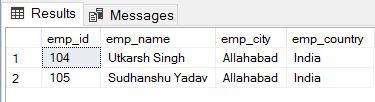 Results Messages
emp_id emp_name emp_city emp_country
1 104 Utkarsh Singh Allahabad India
2 105 Sudhanshu Yadav Allahabad India